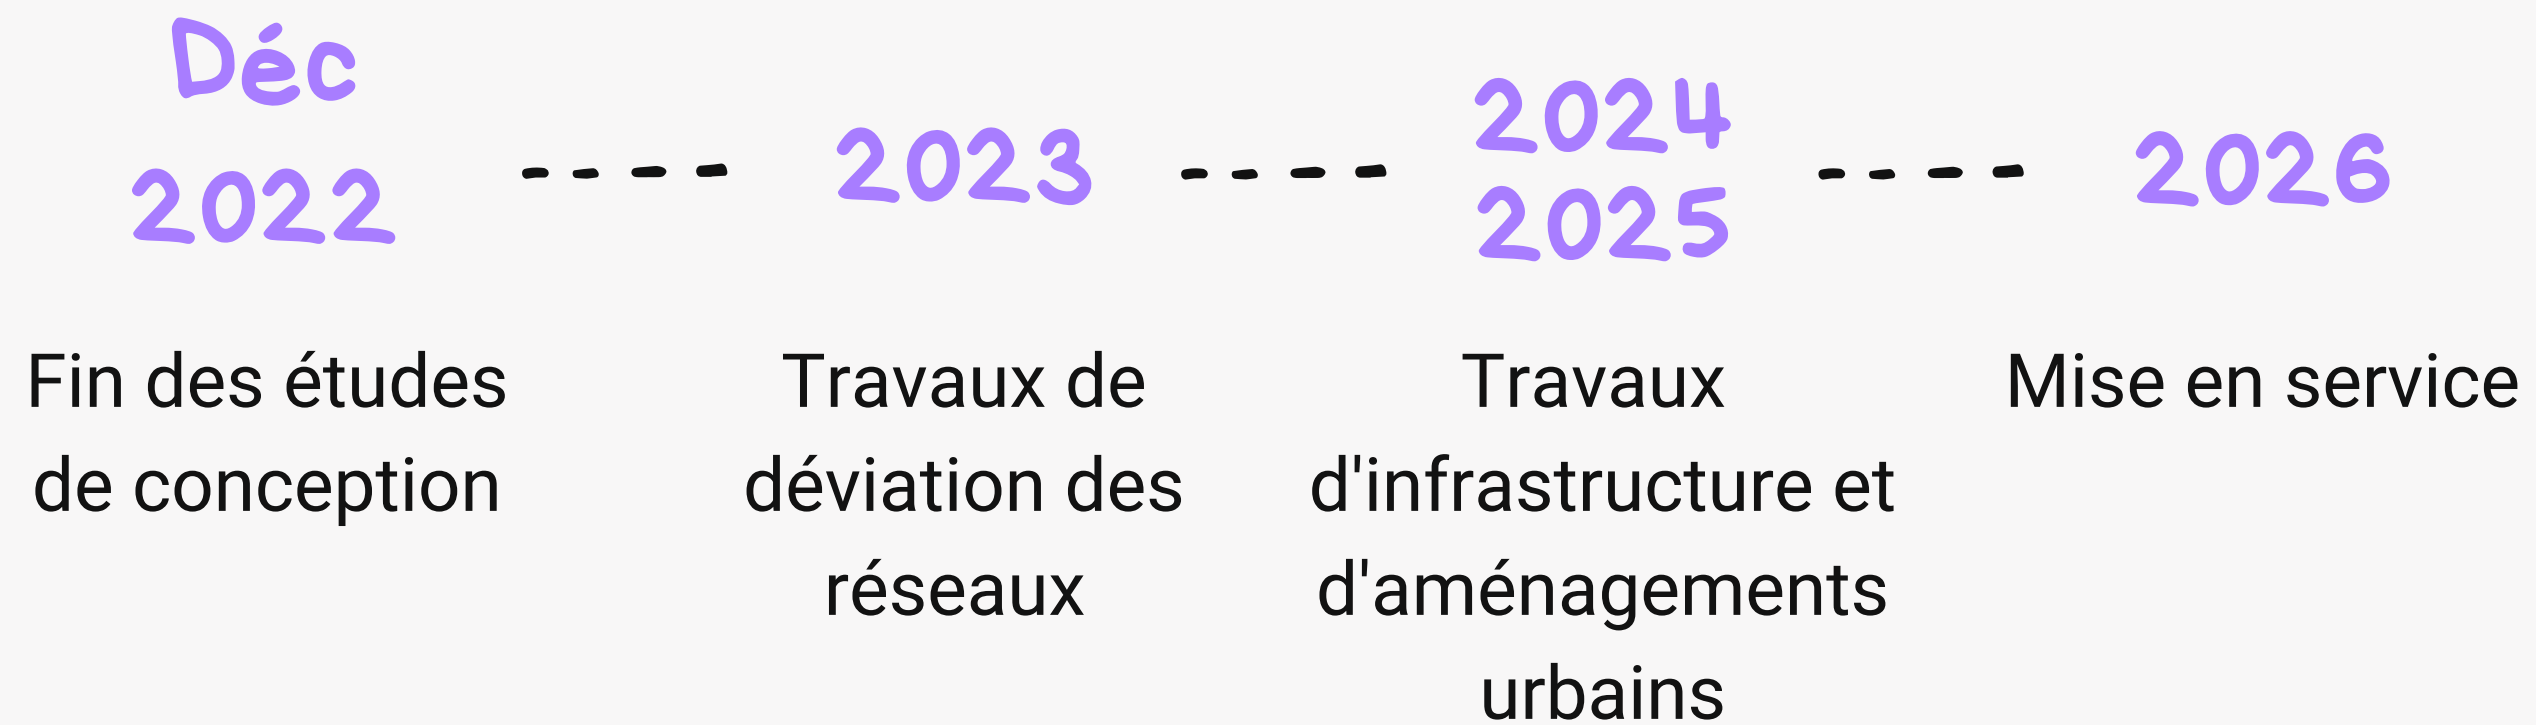 Déc
2022
2023
2024
2025
2026
Fin des études
de conception
Travaux de
déviation des
réseaux
Travaux
d'infrastructure et
d'aménagements
urbains
Mise en service